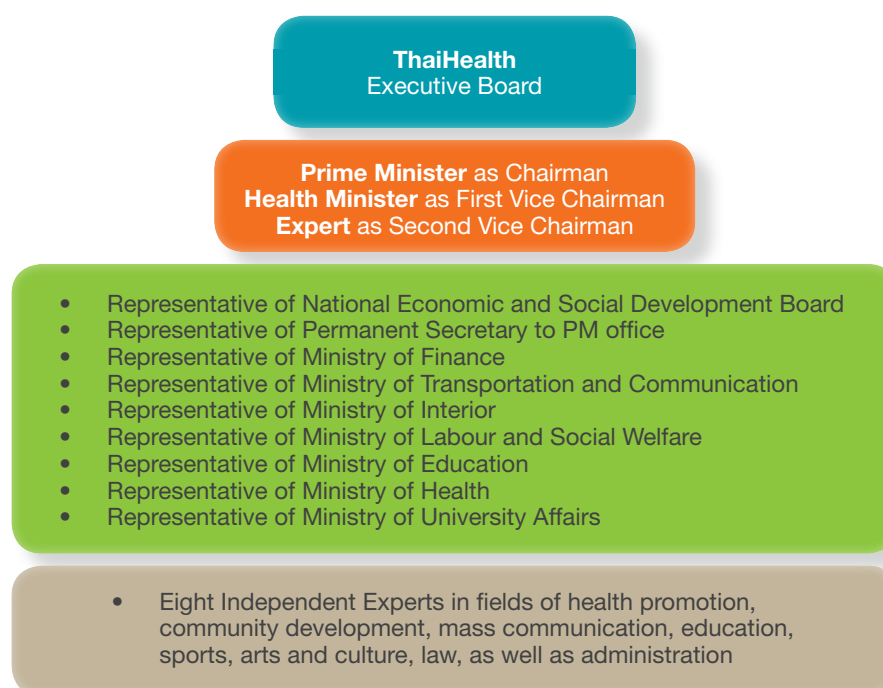 ThaiHealth
Executive Board
Prime Minister as Chairman
Health Minister as First Vice Chairman
Expert as Second Vice Chairman
• Representative of National Economic and Social Development Board
• Representative of Permanent Secretary to PM office
• Representative of Ministry of Finance
• Representative of Ministry of Transportation and Communication
• Representative of Ministry of Interior
• Representative of Ministry of Labour and Social Welfare
• Representative of Ministry of Education
• Representative of Ministry of Health
• Representative of Ministry of University Affairs
• Eight Independent Experts in fields of health promotion,
community development, mass communication, education,
sports, arts and culture, law, as well as administration